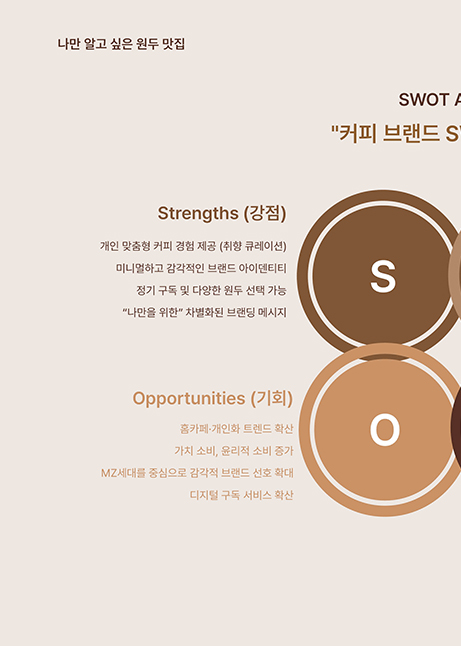 나만 알고 싶은 원두 맛집
SWOT A
"커피 브랜드 S
Strengths (강점)
개인 맞춤형 커피 경험 제공 (취향 큐레이션)
미니멀하고 감각적인 브랜드 아이덴티티
정기 구독 및 다양한 원두 선택 가능
“나만을 위한” 차별화된 브랜딩 메시지
S
Opportunities (기회)
홈카페·개인화 트렌드 확산
가치 소비, 윤리적 소비 증가
MZ세대를 중심으로 감각적 브랜드 선호 확대
디지털 구독 서비스 확산
O